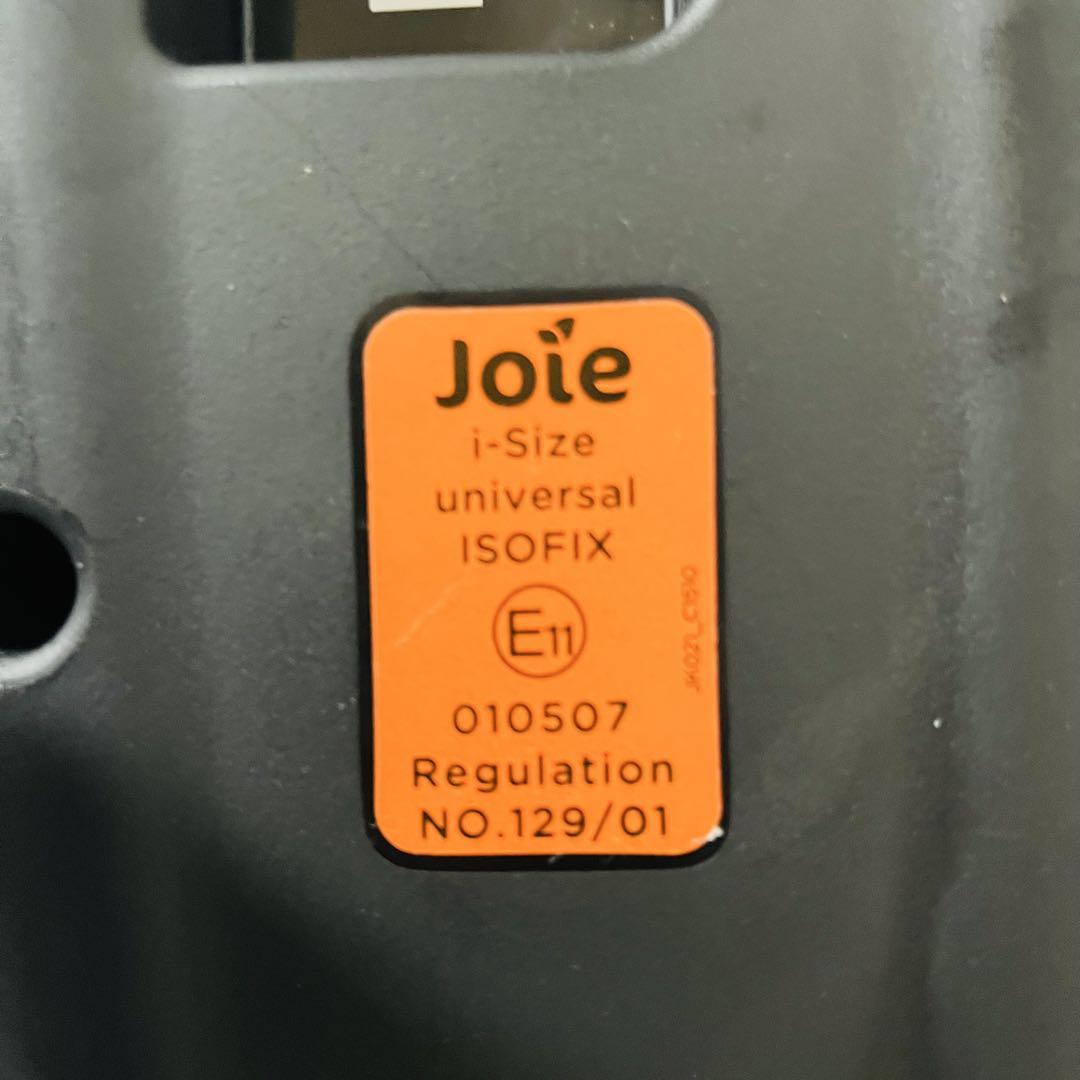 Joie
i-Size
universal
ISOFIX
E11
010507
Regulation
NO.129/01